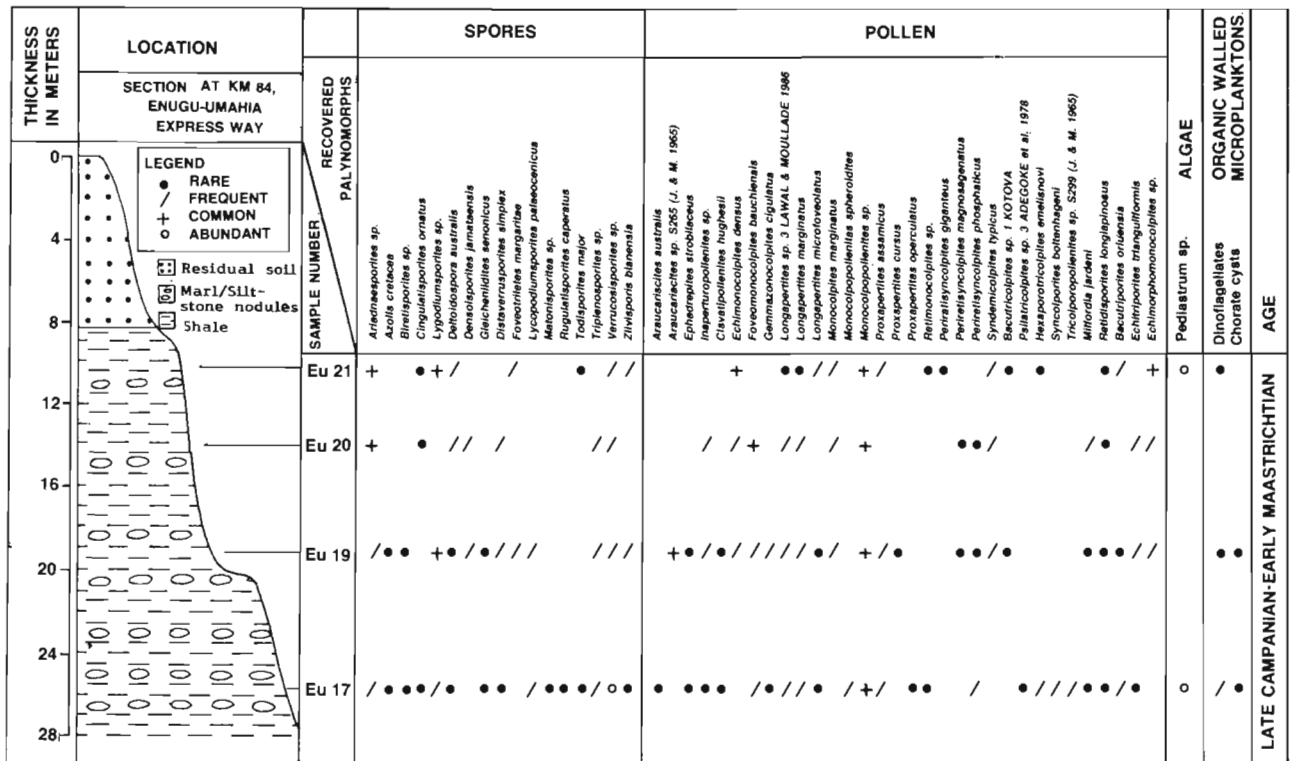 THICKNESS
IN METERS
LOCATION
SECTION AT KM 84,
ENUGU-UMAHIA
EXPRESS WAY
LEGEND
● RARE
/ FREQUENT
+ COMMON
○ ABUNDANT
Residual soil
Marl/Silt-
stone nodules
Shale
0
4
8
12
16
20
24
28
RECOVERED
PALYNOMORPHS
SAMPLE NUMBER
SPORES
Ariadnaesporites sp.
Azolla cretacea
Biretisporites sp.
Cingulatisporites ornatus
Lygodiumsporites sp.
Deltoidospora australis
Densoisporites jamataensis
Gleicheniidites senonicus
Distaverrusporites simplex
Foveotriletes margaritae
Lycopodiumsporites palaeocenicus
Matonisporites sp.
Rugulatisporites caperatus
Todisporites major
Triplanosporites sp.
Verrucosisporites sp.
Zlivisporis blanensis
POLLEN
Araucariacites australis
Araucariacites sp. S265 (J. & M. 1965)
Ephedripites strobilaceus
Inaperturopollenites sp.
Clavatipollenites hughesii
Echimonocolpites densus
Foveomonocolpites bauchiensis
Gemmazonocolpites cigulatus
Longapertites sp. 3 LAWAL & MOULLADE 1986
Longapertites marginatus
Longapertites microfoveolatus
Monocolpites marginatus
Monocolpopollenites spheroidites
Monocolpopollenites sp.
Proxapertites assamicus
Proxapertites cursus
Proxapertites operculatus
Retimonocolpites sp.
Periretisyncolpites giganteus
Periretisyncolpites magnosagenatus
Periretisyncolpites phosphaticus
Syndemicolpites typicus
Bacutricolpites sp. 1 KOTOVA
Psilatricolpites sp. 3 ADEGOKE et al. 1978
Hexaporotricolpites emelianovi
Syncolporites boltenhageni
Tricolporopollenites sp. S299 (J. & M. 1965)
Milfordia jardeni
Retidisporites longispinosus
Bacutriporites orluensis
Echitriporites trianguliformis
Echimorphomonocolpites sp.
ALGAE
Pediastrum sp.
ORGANIC WALLED
MICROPLANKTONS.
Dinoflagellates
Chorate cysts
AGE
LATE CAMPANIAN-EARLY MAASTRICHTIAN
Eu 21
Eu 20
Eu 19
Eu 17